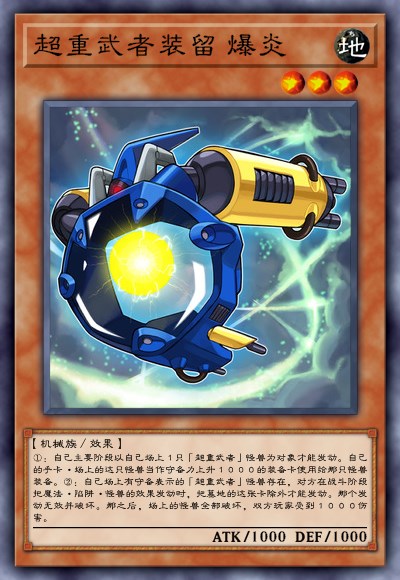 超重武者装留 爆炎
地
【机械族/效果】
①：自己主要阶段以自己场上1只「超重武者」怪兽为对象才能发动。自己
的手卡·场上的这只怪兽当作守备力上升1000的装备卡使用给那只怪兽
装备。②：自己场上有守备表示的「超重武者」怪兽存在，对方在战斗阶段
把魔法·陷阱·怪兽的效果发动时，把墓地的这张卡除外才能发动。那个发
动无效并破坏。那之后，场上的怪兽全部破坏，双方玩家受到1000伤
害。
ATK/1000 DEF/1000